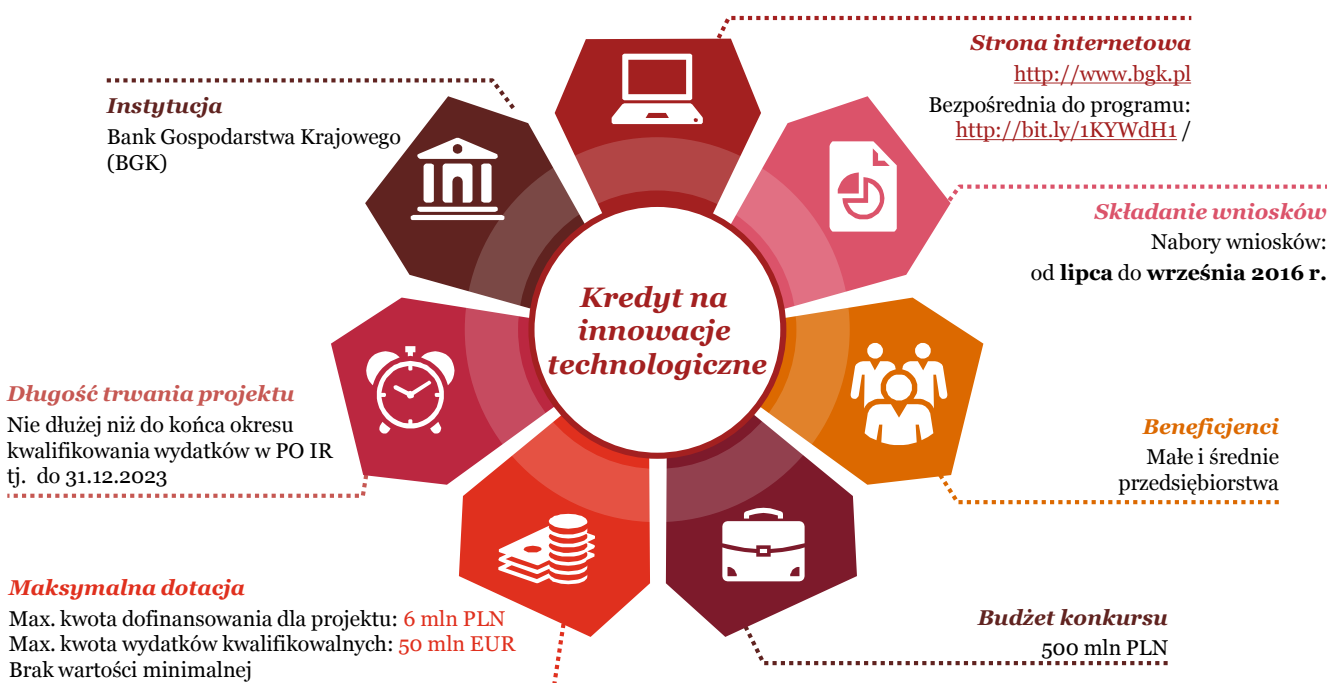 Strona internetowa
http://www.bgk.pl
Bezpośrednia do programu:
http://bit.ly/1KYWdH1 /
Instytucja
Bank Gospodarstwa Krajowego
(BGK)
Składanie wniosków
Nabory wniosków:
od lipca do września 2016 r.
Kredyt na
innowacje
technologiczne
Długość trwania projektu
Nie dłużej niż do końca okresu
kwalifikowania wydatków w PO IR
tj. do 31.12.2023
Beneficjenci
Małe i średnie
przedsiębiorstwa
Maksymalna dotacja
Max. kwota dofinansowania dla projektu: 6 mln PLN
Max. kwota wydatków kwalifikowalnych: 50 mln EUR
Brak wartości minimalnej
Budżet konkursu
500 mln PLN